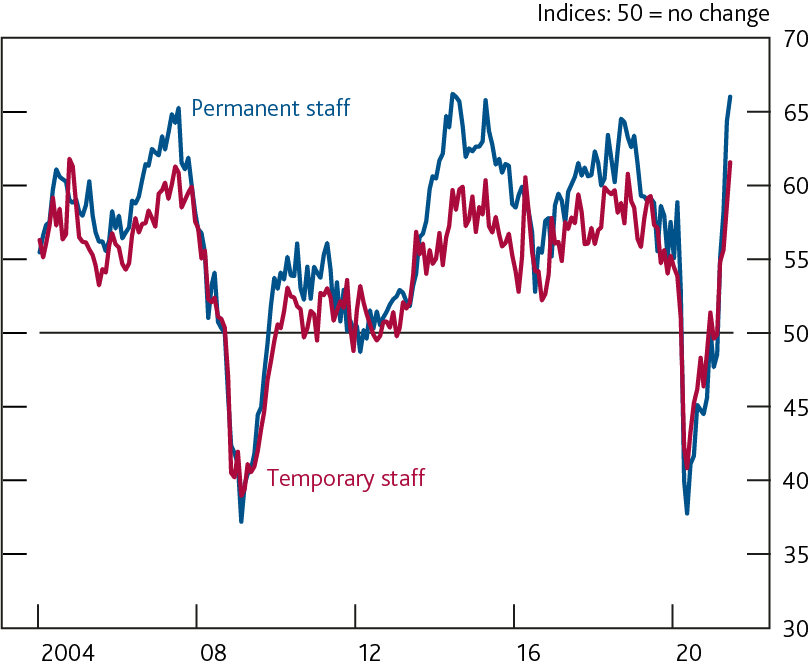 Indices: 50 = no change
70
Permanent staff
65
60
55
50
45
Temporary staff
40
35
30
2004 08 12 16 20